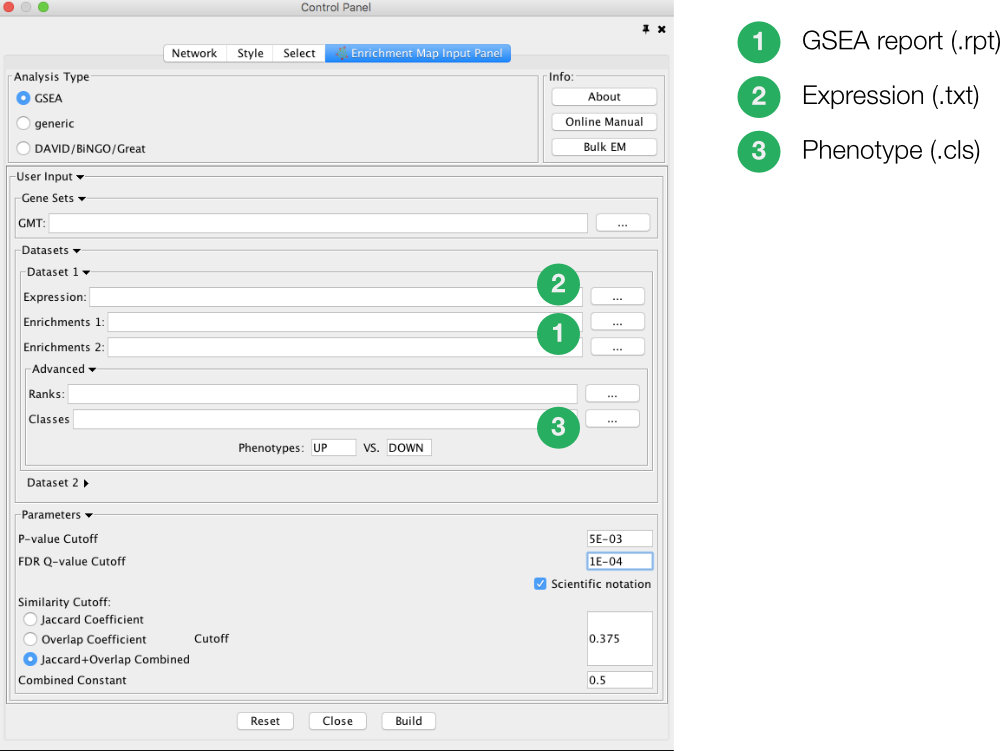 Control Panel
Network Style Select Enrichment Map Input Panel
Analysis Type
GSEA
generic
DAVID/BiNGO/Great
Info:
About
Online Manual
Bulk EM
User Input
Gene Sets
GMT: ...
Datasets
Dataset 1
Expression: 2 ...
Enrichments 1: ...
1
Enrichments 2: ...
Advanced
Ranks: ...
Classes 3 ...
Phenotypes: UP VS. DOWN
Dataset 2
Parameters
P-value Cutoff 5E-03
FDR Q-value Cutoff 1E-04
Scientific notation
Similarity Cutoff:
Jaccard Coefficient
Overlap Coefficient Cutoff 0.375
Jaccard+Overlap Combined
Combined Constant 0.5
Reset Close Build
1 GSEA report (.rpt)
2 Expression (.txt)
3 Phenotype (.cls)